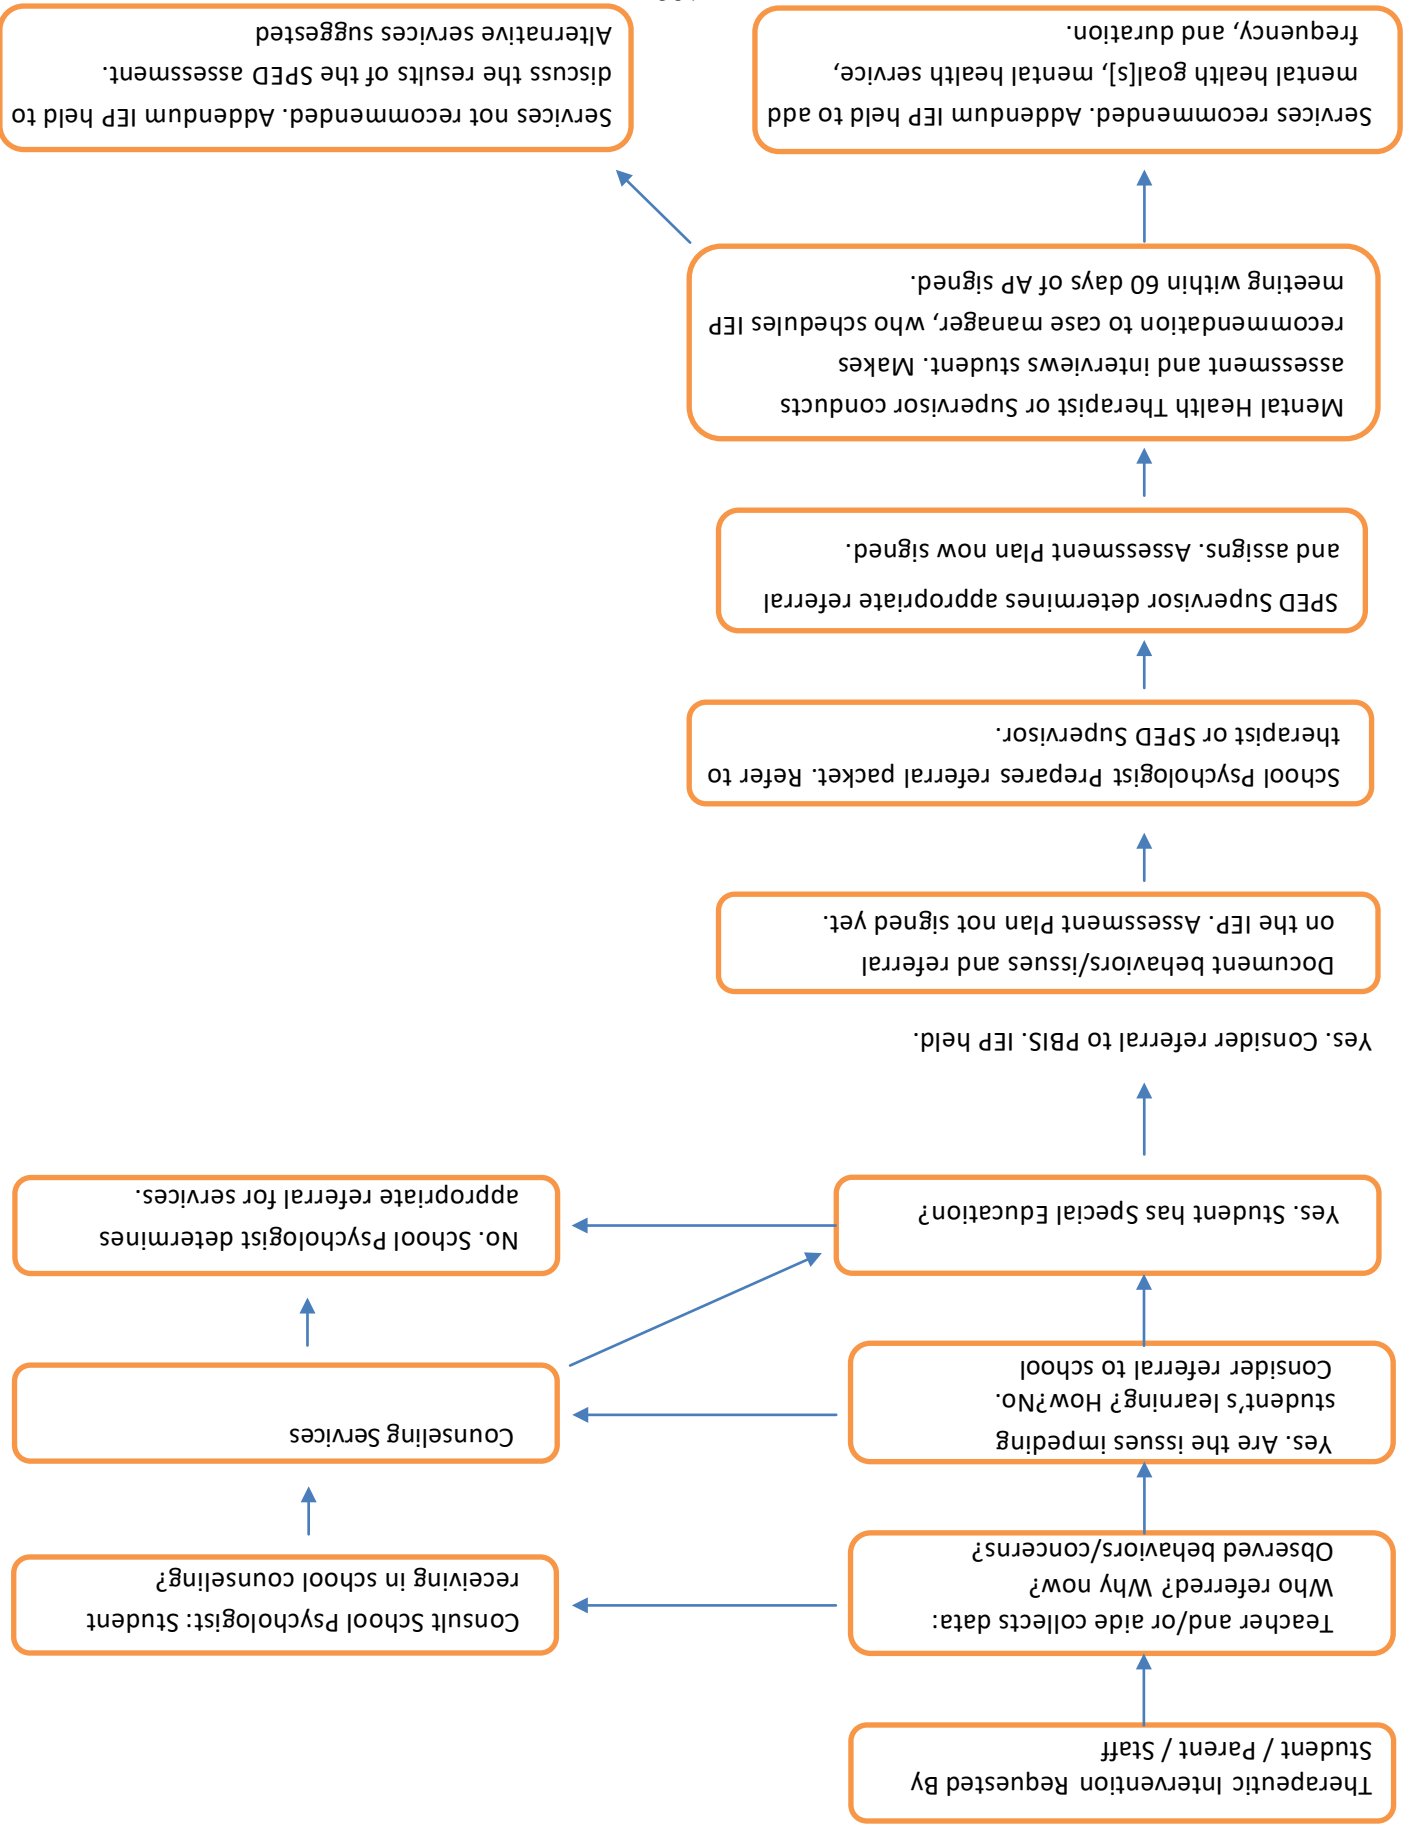 Therapeutic Intervention Requested By
Student / Parent / Staff
Teacher and/or aide collects data:
Who referred? Why now?
Observed behaviors/concerns?
Consult School Psychologist: Student
receiving in school counseling?
Yes. Are the issues impeding
student’s learning? How?No.
Consider referral to school
Counseling Services
Yes. Student has Special Education?
No. School Psychologist determines
appropriate referral for services.
Yes. Consider referral to PBIS. IEP held.
Document behaviors/issues and referral
on the IEP. Assessment Plan not signed yet.
School Psychologist Prepares referral packet. Refer to
therapist or SPED Supervisor.
SPED Supervisor determines appropriate referral
and assigns. Assessment Plan now signed.
Mental Health Therapist or Supervisor conducts
assessment and interviews student. Makes
recommendation to case manager, who schedules IEP
meeting within 60 days of AP signed.
Services recommended. Addendum IEP held to add
mental health goal[s], mental health service,
frequency, and duration.
Services not recommended. Addendum IEP held to
discuss the results of the SPED assessment.
Alternative services suggested